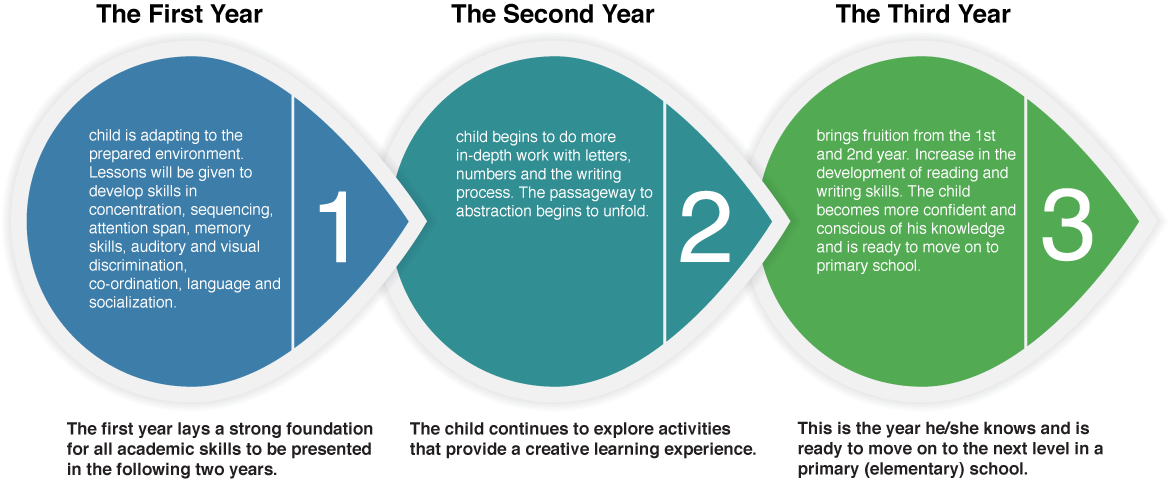 The First Year
child is adapting to the
prepared environment.
Lessons will be given to
develop skills in
concentration, sequencing,
attention span, memory
skills, auditory and visual
discrimination,
co-ordination, language and
socialization.
1
The first year lays a strong foundation
for all academic skills to be presented
in the following two years.
The Second Year
child begins to do more
in-depth work with letters,
numbers and the writing
process. The passageway to
abstraction begins to unfold.
2
The child continues to explore activities
that provide a creative learning experience.
The Third Year
brings fruition from the 1st
and 2nd year. Increase in the
development of reading and
writing skills. The child
becomes more confident and
conscious of his knowledge
and is ready to move on to
primary school.
3
This is the year he/she knows and is
ready to move on to the next level in a
primary (elementary) school.